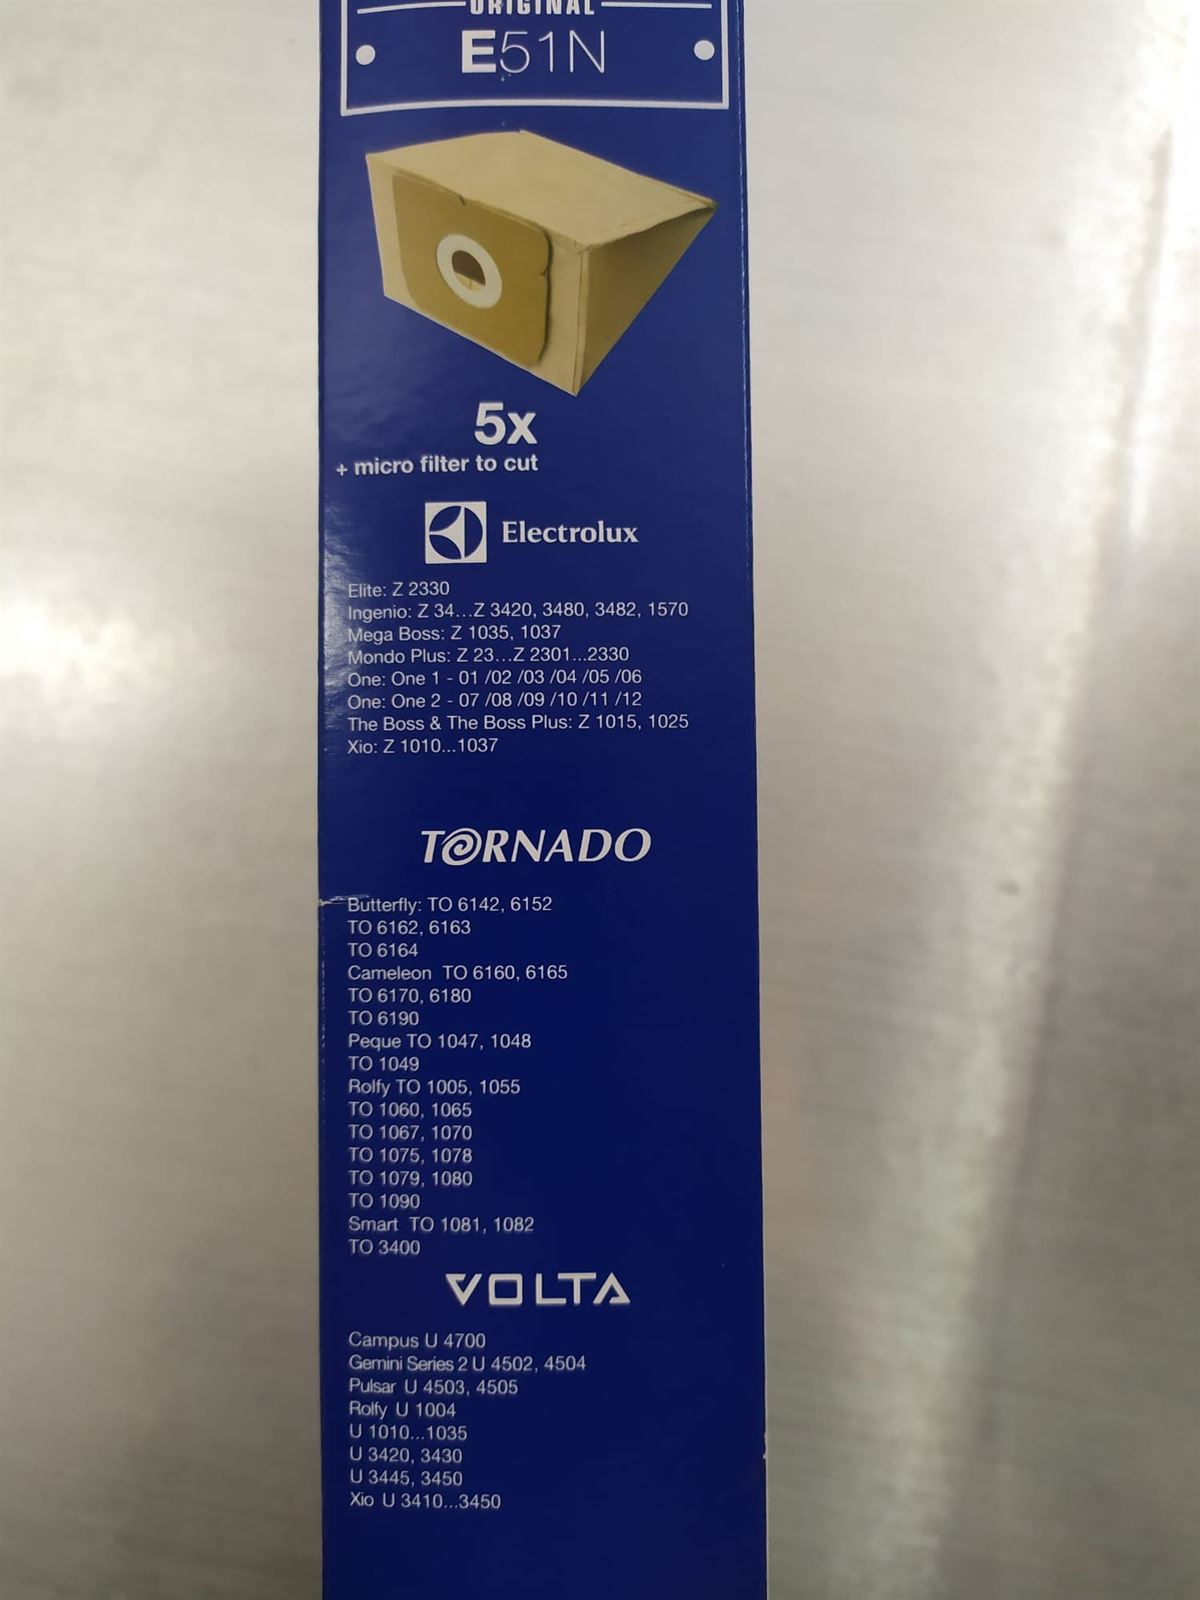 ORIGINAL
E51N
5x
+ micro filter to cut
Electrolux
Elite: Z 2330
Ingenio: Z 34...Z 3420, 3480, 3482, 1570
Mega Boss: Z 1035, 1037
Mondo Plus: Z 23...Z 2301...2330
One: One 1 - 01 /02 /03 /04 /05 /06
One: One 2 - 07 /08 /09 /10 /11 /12
The Boss & The Boss Plus: Z 1015, 1025
Xio: Z 1010...1037
TORNADO
Butterfly: TO 6142, 6152
TO 6162, 6163
TO 6164
Cameleon TO 6160, 6165
TO 6170, 6180
TO 6190
Peque TO 1047, 1048
TO 1049
Rolfy TO 1005, 1055
TO 1060, 1065
TO 1067, 1070
TO 1075, 1078
TO 1079, 1080
TO 1090
Smart TO 1081, 1082
TO 3400
VOLTA
Campus U 4700
Gemini Series 2 U 4502, 4504
Pulsar U 4503, 4505
Rolfy U 1004
U 1010...1035
U 3420, 3430
U 3445, 3450
Xio U 3410...3450